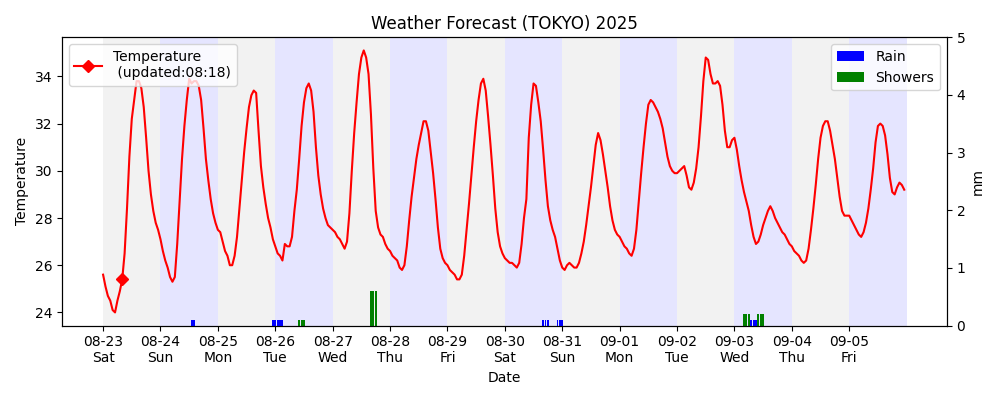 Weather Forecast (TOKYO) 2025
Temperature
(updated:08:18)
Rain
Showers
Temperature
34
32
30
28
26
24
5
4
3
2
1
0
mm
08-23 08-24 08-25 08-26 08-27 08-28 08-29 08-30 08-31 09-01 09-02 09-03 09-04 09-05
Sat Sun Mon Tue Wed Thu Fri Sat Sun Mon Tue Wed Thu Fri
Date